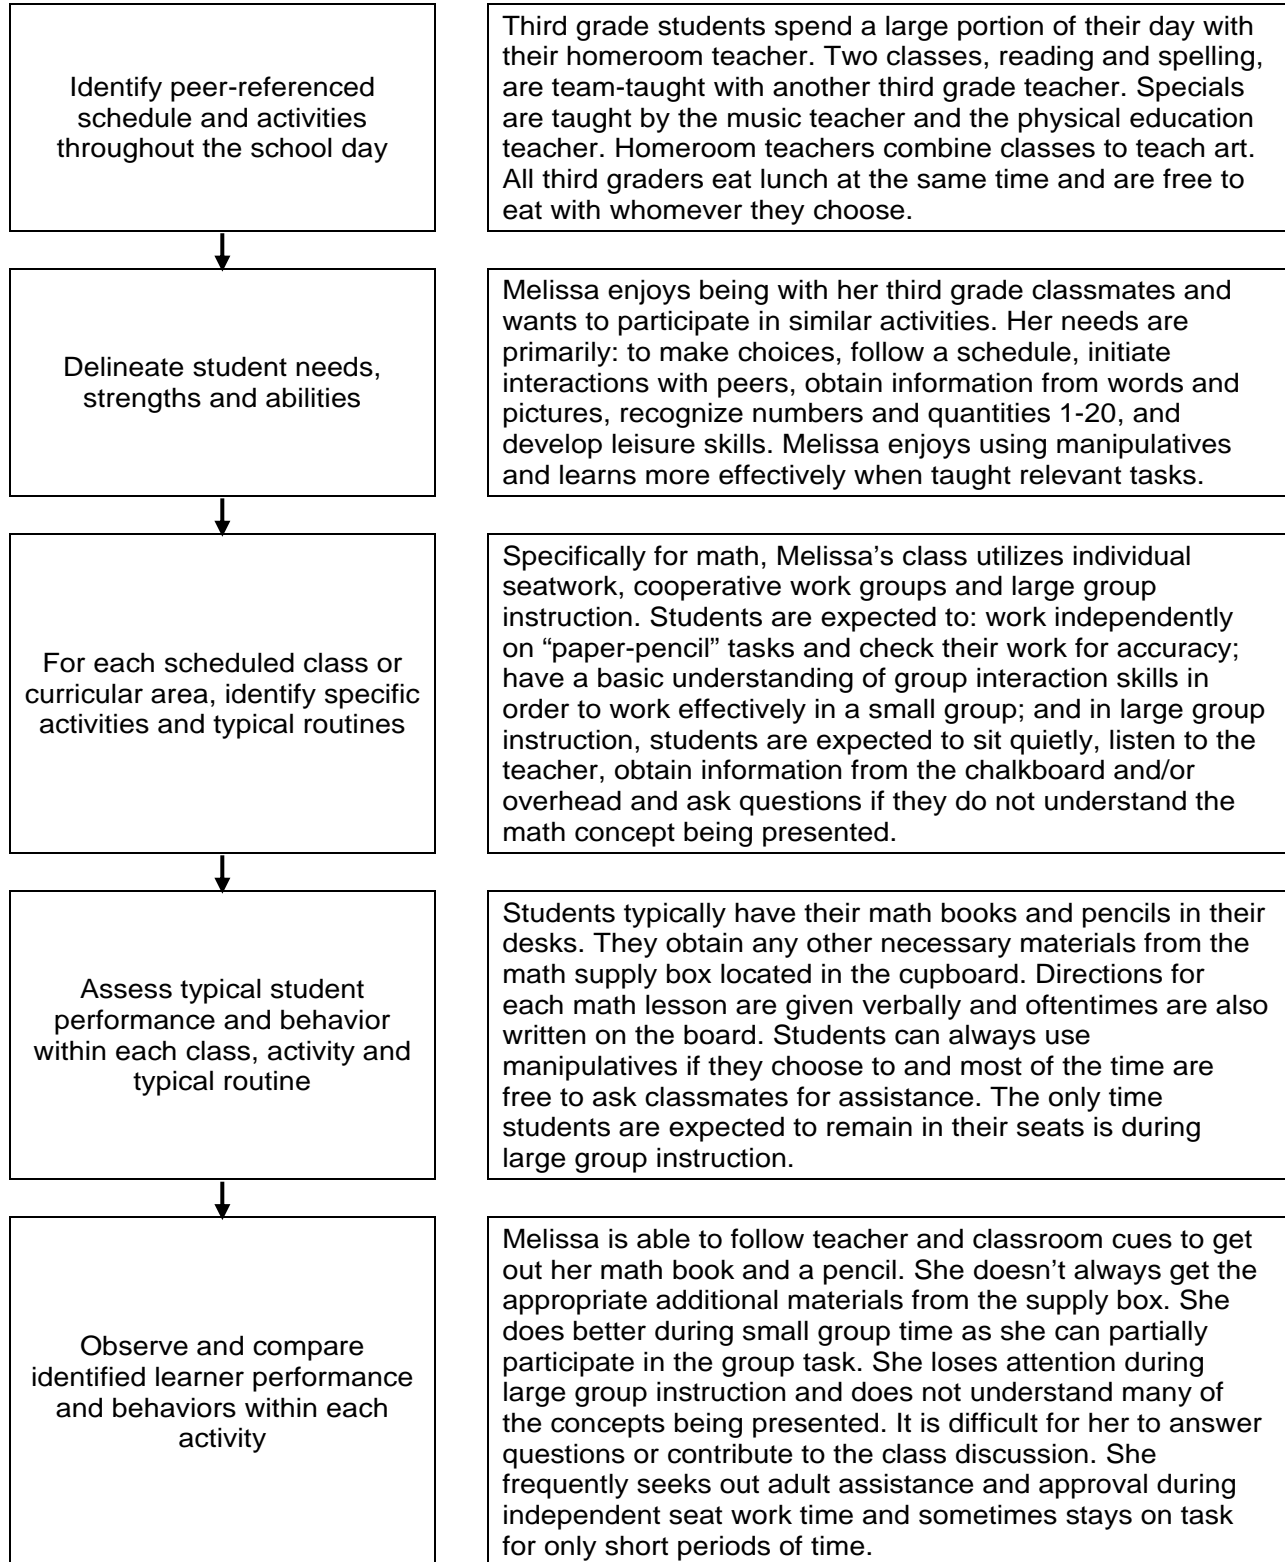 Identify peer-referenced
schedule and activities
throughout the school day
Third grade students spend a large portion of their day with
their homeroom teacher. Two classes, reading and spelling,
are team-taught with another third grade teacher. Specials
are taught by the music teacher and the physical education
teacher. Homeroom teachers combine classes to teach art.
All third graders eat lunch at the same time and are free to
eat with whomever they choose.
Delineate student needs,
strengths and abilities
Melissa enjoys being with her third grade classmates and
wants to participate in similar activities. Her needs are
primarily: to make choices, follow a schedule, initiate
interactions with peers, obtain information from words and
pictures, recognize numbers and quantities 1-20, and
develop leisure skills. Melissa enjoys using manipulatives
and learns more effectively when taught relevant tasks.
For each scheduled class or
curricular area, identify specific
activities and typical routines
Specifically for math, Melissa’s class utilizes individual
seatwork, cooperative work groups and large group
instruction. Students are expected to: work independently
on “paper-pencil” tasks and check their work for accuracy;
have a basic understanding of group interaction skills in
order to work effectively in a small group; and in large group
instruction, students are expected to sit quietly, listen to the
teacher, obtain information from the chalkboard and/or
overhead and ask questions if they do not understand the
math concept being presented.
Assess typical student
performance and behavior
within each class, activity and
typical routine
Students typically have their math books and pencils in their
desks. They obtain any other necessary materials from the
math supply box located in the cupboard. Directions for
each math lesson are given verbally and oftentimes are also
written on the board. Students can always use
manipulatives if they choose to and most of the time are
free to ask classmates for assistance. The only time
students are expected to remain in their seats is during
large group instruction.
Observe and compare
identified learner performance
and behaviors within each
activity
Melissa is able to follow teacher and classroom cues to get
out her math book and a pencil. She doesn’t always get the
appropriate additional materials from the supply box. She
does better during small group time as she can partially
participate in the group task. She loses attention during
large group instruction and does not understand many of
the concepts being presented. It is difficult for her to answer
questions or contribute to the class discussion. She
frequently seeks out adult assistance and approval during
independent seat work time and sometimes stays on task
for only short periods of time.